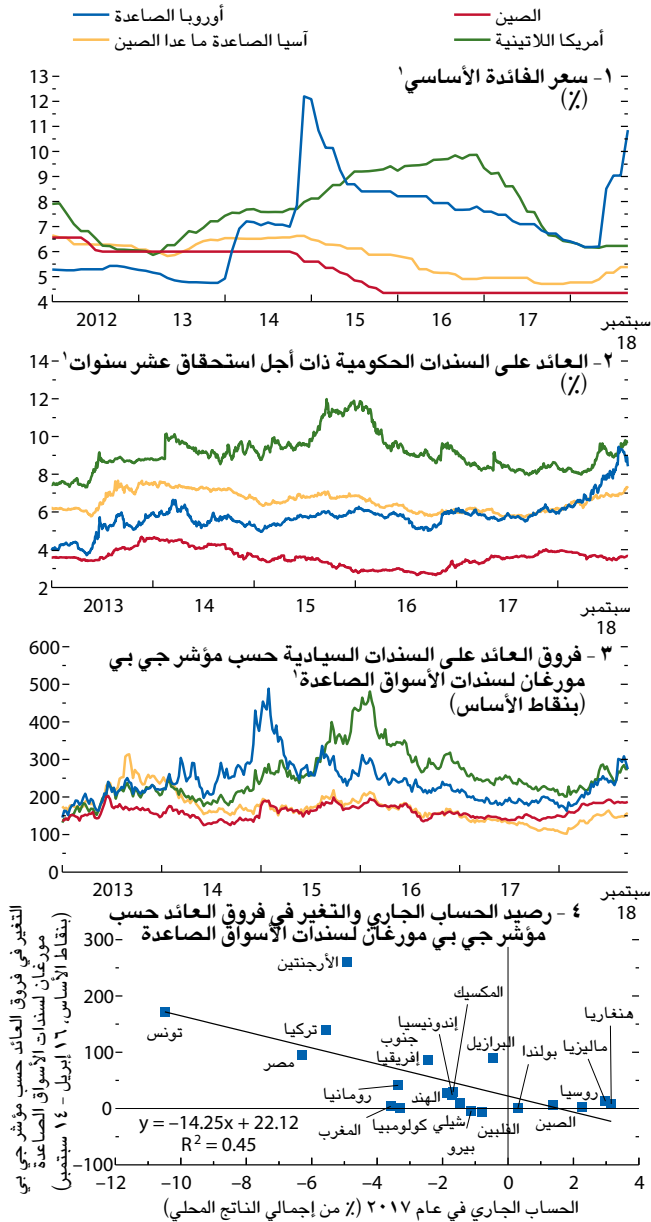 أوروبا الصاعدة
الصين
آسيا الصاعدة ما عدا الصين
أمريكا اللاتينية
١- سعر الفائدة الأساسي١
(٪)
13
12
11
10
9
8
7
6
5
4
2012 13 14 15 16 17 سبتمبر
18
٢- العائد على السندات الحكومية ذات أجل استحقاق عشر سنوات١
(٪)
14
12
10
8
6
4
2
2013 14 15 16 17 سبتمبر
18
٣ - فروق العائد على السندات السيادية حسب مؤشر جي بي
مورغان لسندات الأسواق الصاعدة١
(بنقاط الأساس)
600
500
400
300
200
100
0
2013 14 15 16 17 سبتمبر
18
٤ - رصيد الحساب الجاري والتغير في فروق العائد حسب
مؤشر جي بي مورغان لسندات الأسواق الصاعدة
التغير في فروق العائد حسب مؤشر جي بي
مورغان لسندات الأسواق الصاعدة
(بنقاط الأساس، ١٦ إبريل - ١٤ سبتمبر)
300
200
100
0
–100
الأرجنتين
تونس
تركيا
مصر
جنوب
إفريقيا
إندونيسيا
المكسيك
البرازيل
بولندا
ماليزيا
هنغاريا
رومانيا
الهند
روسيا
المغرب
كولومبيا
شيلي
بيرو
الفلبين
الصين
y = –14.25x + 22.12
R2 = 0.45
–12 –10 –8 –6 –4 –2 0 2 4
الحساب الجاري في عام ٢٠١٧ (٪ من إجمالي الناتج المحلي)